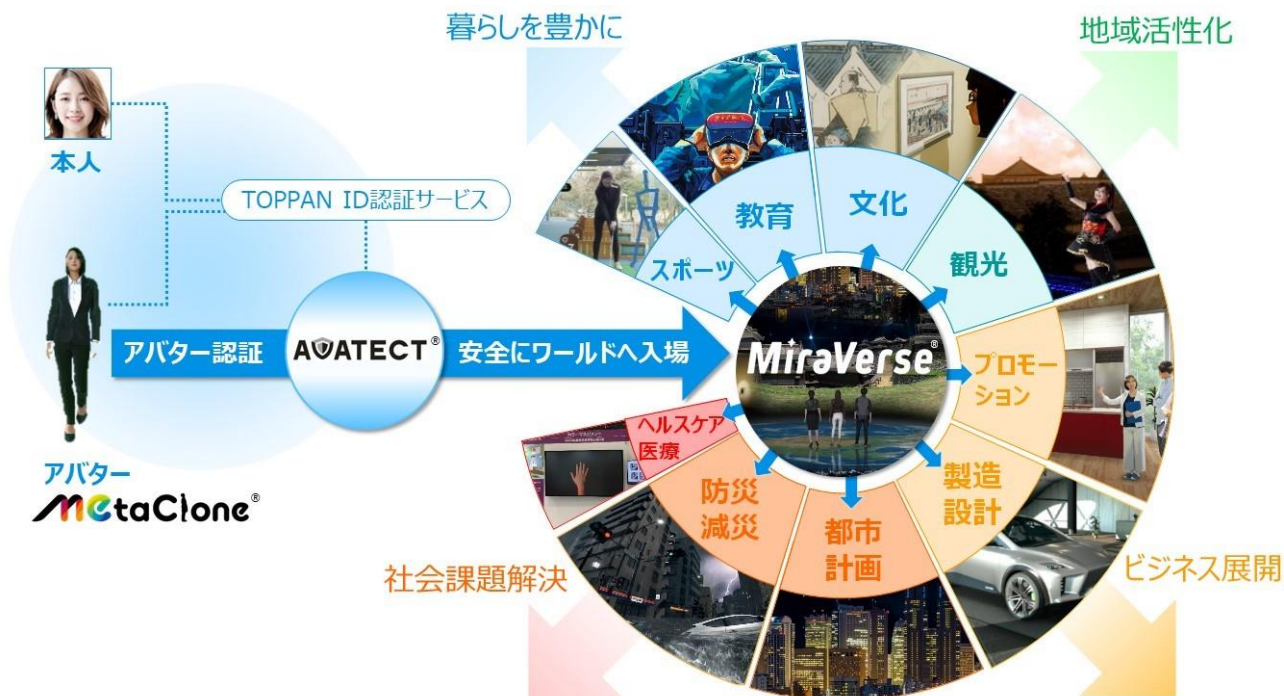 暮らしを豊かに
地域活性化
本人
TOPPAN ID認証サービス
教育
文化
スポーツ
観光
アバター認証
AVATECT®
安全にワールドへ入場
MiraVerse®
プロモー
ション
ヘルスケア
医療
アバター
MetaClone®
防災
減災
都市
計画
製造
設計
社会課題解決
ビジネス展開